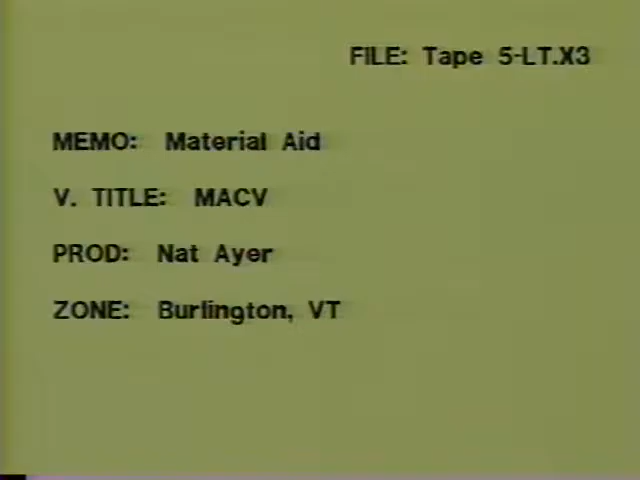 FILE: Tape 5-LT.X3
MEMO: Material Aid
V. TITLE: MACV
PROD: Nat Ayer
ZONE: Burlington, VT